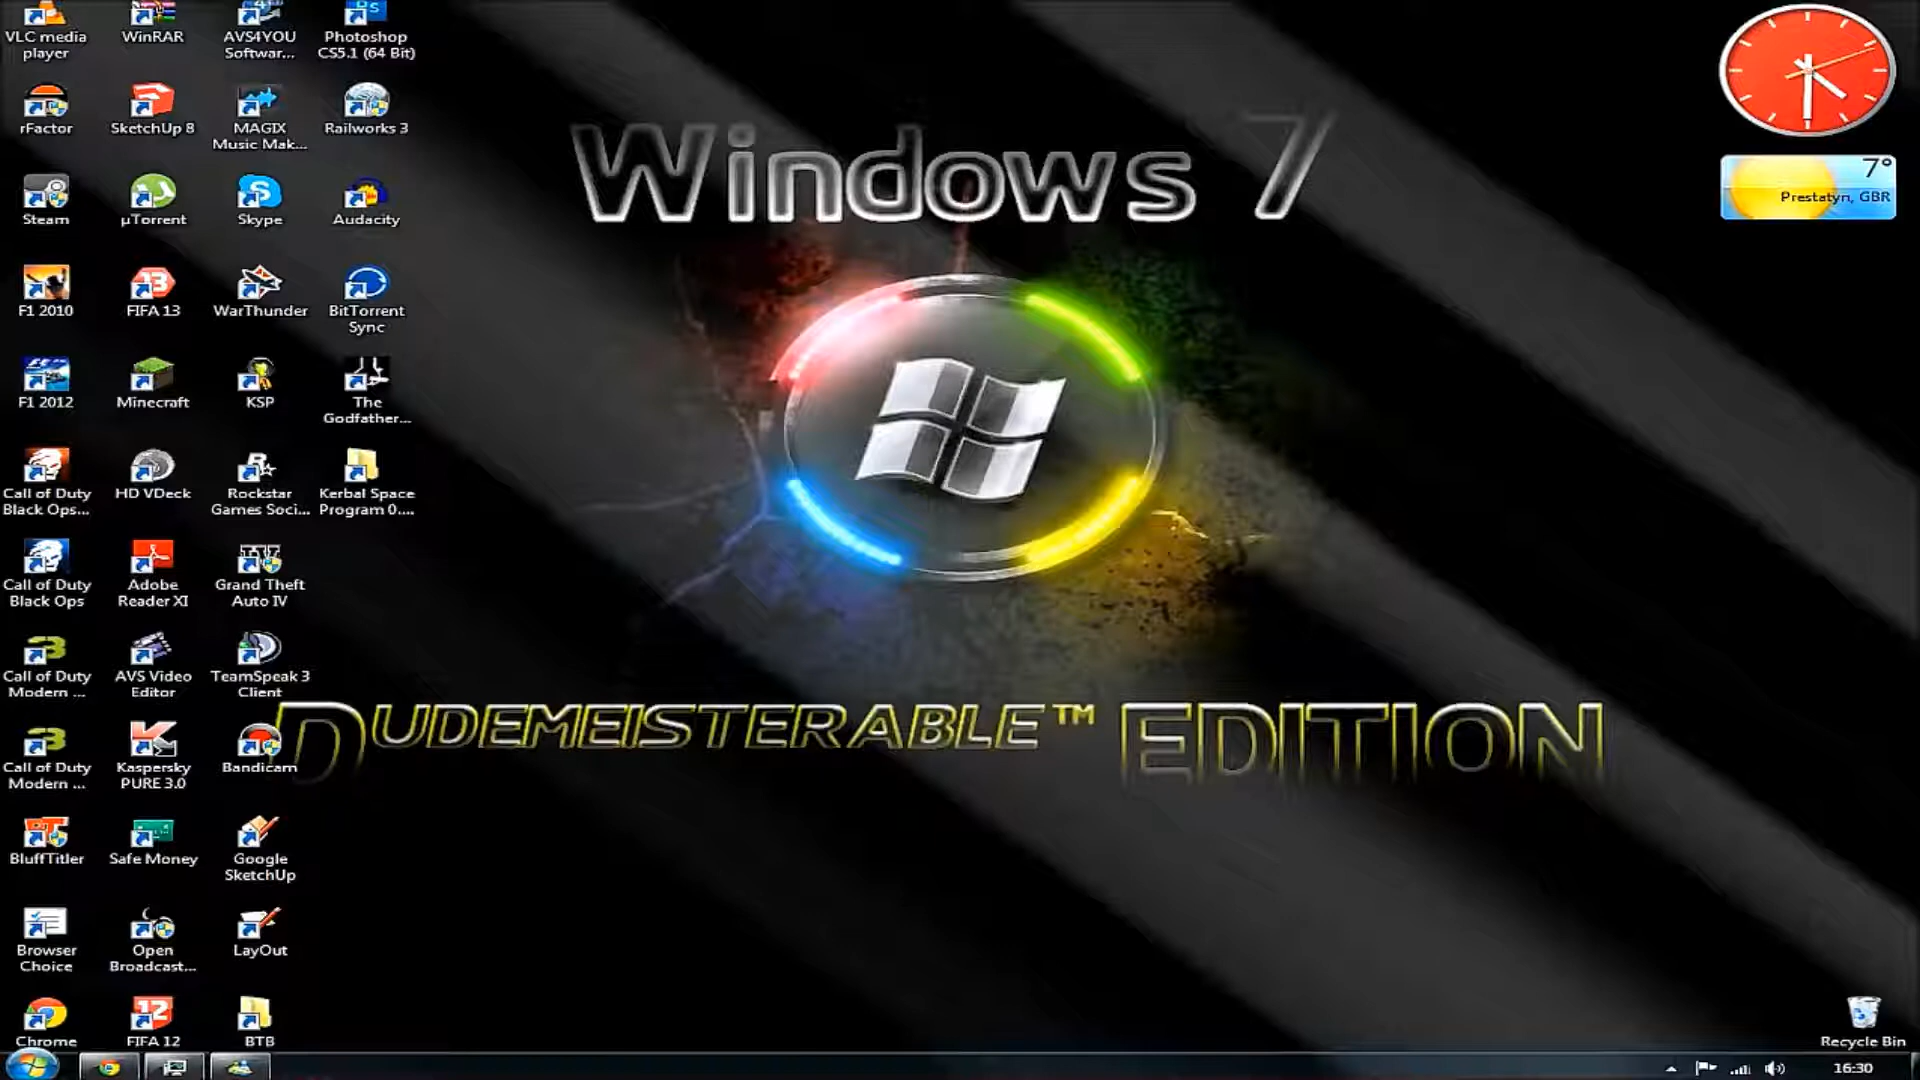 VLC media
player
WinRAR
AVS4YOU
Softwar...
Photoshop
CS5.1 (64 Bit)
rFactor
SketchUp 8
MAGIX
Music Mak...
Railworks 3
Steam
µTorrent
Skype
Audacity
F1 2010
FIFA 13
WarThunder
BitTorrent
Sync
F1 2012
Minecraft
KSP
The
Godfather...
Call of Duty
Black Ops...
HD VDeck
Rockstar
Games Soci...
Kerbal Space
Program 0....
Call of Duty
Black Ops
Adobe
Reader XI
Grand Theft
Auto IV
Call of Duty
Modern ...
AVS Video
Editor
TeamSpeak 3
Client
Call of Duty
Modern ...
Kaspersky
PURE 3.0
Bandicam
BluffTitler
Safe Money
Google
SketchUp
Browser
Choice
Open
Broadcast...
LayOut
Chrome
FIFA 12
BTB
Windows 7
DUDEMEISTERABLE™ EDITION
7°
Prestatyn, GBR
Recycle Bin
16:30